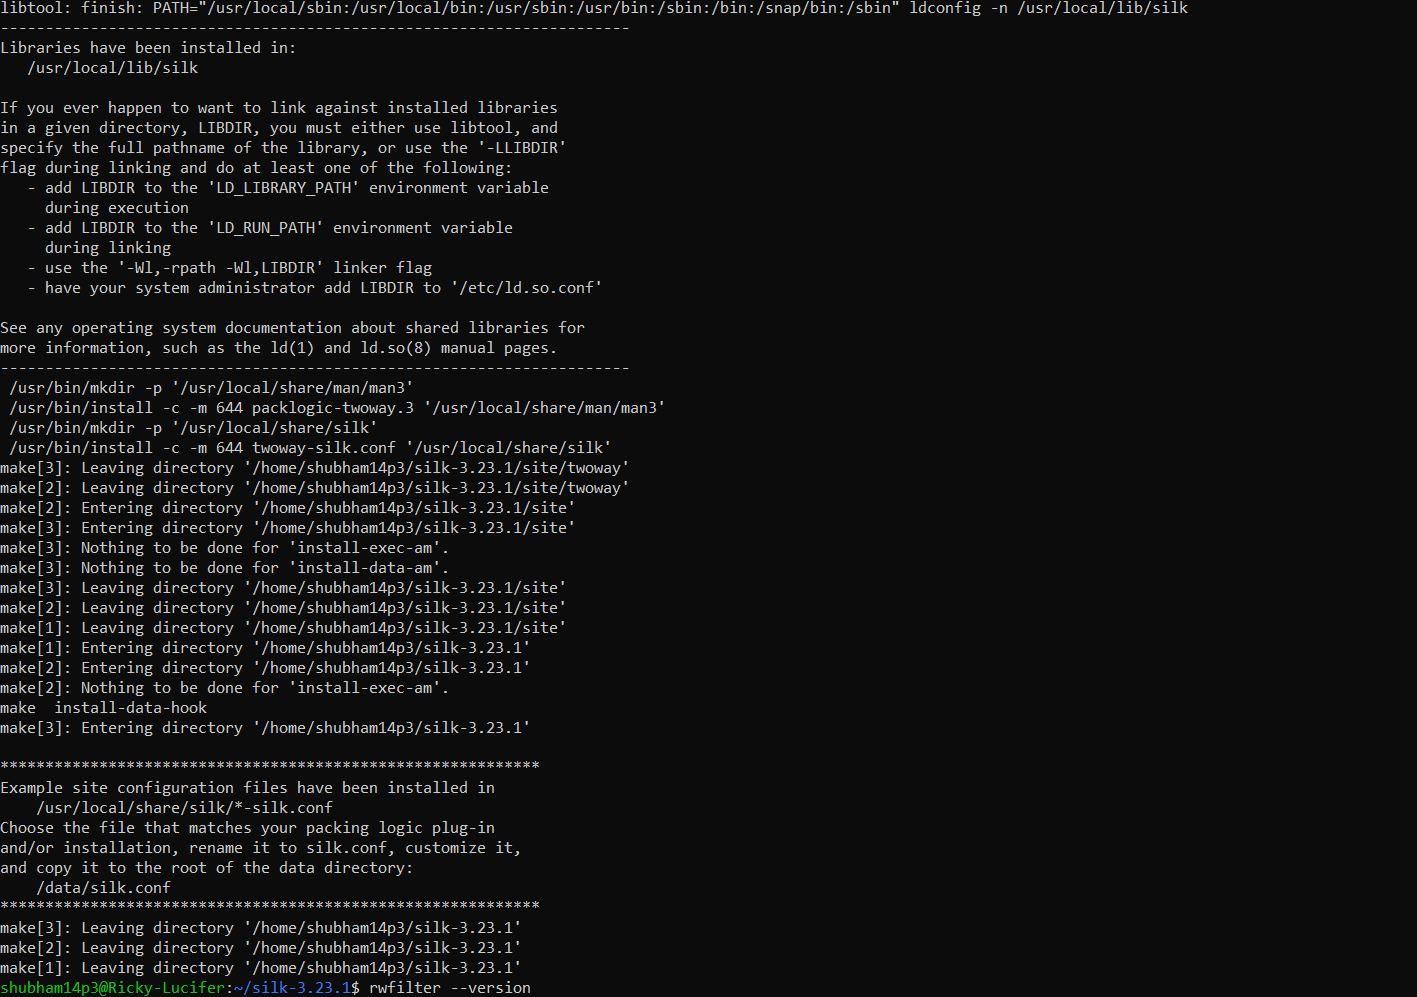 libtool: finish: PATH="/usr/local/sbin:/usr/local/bin:/usr/sbin:/usr/bin:/sbin:/bin:/snap/bin:/sbin" ldconfig -n /usr/local/lib/silk
----------------------------------------------------------------------
Libraries have been installed in:
   /usr/local/lib/silk

If you ever happen to want to link against installed libraries
in a given directory, LIBDIR, you must either use libtool, and
specify the full pathname of the library, or use the '-LLIBDIR'
flag during linking and do at least one of the following:
   - add LIBDIR to the 'LD_LIBRARY_PATH' environment variable
     during execution
   - add LIBDIR to the 'LD_RUN_PATH' environment variable
     during linking
   - use the '-Wl,-rpath -Wl,LIBDIR' linker flag
   - have your system administrator add LIBDIR to '/etc/ld.so.conf'

See any operating system documentation about shared libraries for
more information, such as the ld(1) and ld.so(8) manual pages.
----------------------------------------------------------------------
 /usr/bin/mkdir -p '/usr/local/share/man/man3'
 /usr/bin/install -c -m 644 packlogic-twoway.3 '/usr/local/share/man/man3'
 /usr/bin/mkdir -p '/usr/local/share/silk'
 /usr/bin/install -c -m 644 twoway-silk.conf '/usr/local/share/silk'
make[3]: Leaving directory '/home/shubham14p3/silk-3.23.1/site/twoway'
make[2]: Leaving directory '/home/shubham14p3/silk-3.23.1/site/twoway'
make[2]: Entering directory '/home/shubham14p3/silk-3.23.1/site'
make[3]: Entering directory '/home/shubham14p3/silk-3.23.1/site'
make[3]: Nothing to be done for 'install-exec-am'.
make[3]: Nothing to be done for 'install-data-am'.
make[3]: Leaving directory '/home/shubham14p3/silk-3.23.1/site'
make[2]: Leaving directory '/home/shubham14p3/silk-3.23.1/site'
make[1]: Leaving directory '/home/shubham14p3/silk-3.23.1/site'
make[1]: Entering directory '/home/shubham14p3/silk-3.23.1'
make[2]: Entering directory '/home/shubham14p3/silk-3.23.1'
make[2]: Nothing to be done for 'install-exec-am'.
make  install-data-hook
make[3]: Entering directory '/home/shubham14p3/silk-3.23.1'

************************************************************
Example site configuration files have been installed in
    /usr/local/share/silk/*-silk.conf
Choose the file that matches your packing logic plug-in
and/or installation, rename it to silk.conf, customize it,
and copy it to the root of the data directory:
    /data/silk.conf
************************************************************
make[3]: Leaving directory '/home/shubham14p3/silk-3.23.1'
make[2]: Leaving directory '/home/shubham14p3/silk-3.23.1'
make[1]: Leaving directory '/home/shubham14p3/silk-3.23.1'
shubham14p3@Ricky-Lucifer:~/silk-3.23.1$ rwfilter --version